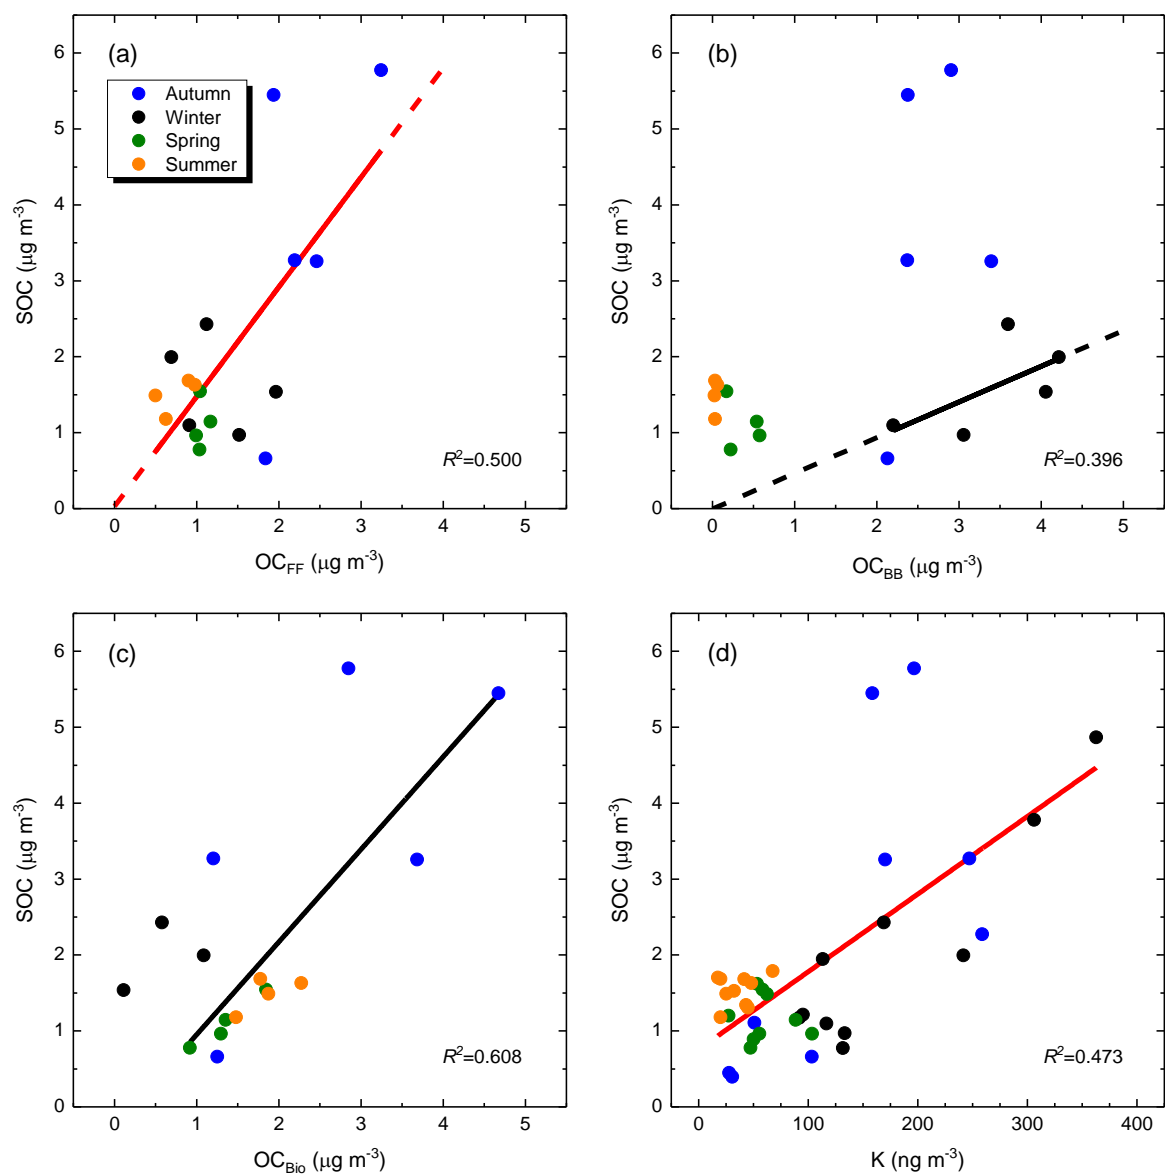 (a)
Autumn
Winter
Spring
Summer
SOC (μg m-3)
6
5
4
3
2
1
0
R2=0.500
0 1 2 3 4 5
OCFF (μg m-3)
(b)
SOC (μg m-3)
6
5
4
3
2
1
0
R2=0.396
0 1 2 3 4 5
OCBB (μg m-3)
(c)
SOC (μg m-3)
6
5
4
3
2
1
0
R2=0.608
0 1 2 3 4 5
OCBio (μg m-3)
(d)
SOC (μg m-3)
6
5
4
3
2
1
0
R2=0.473
0 100 200 300 400
K (ng m-3)